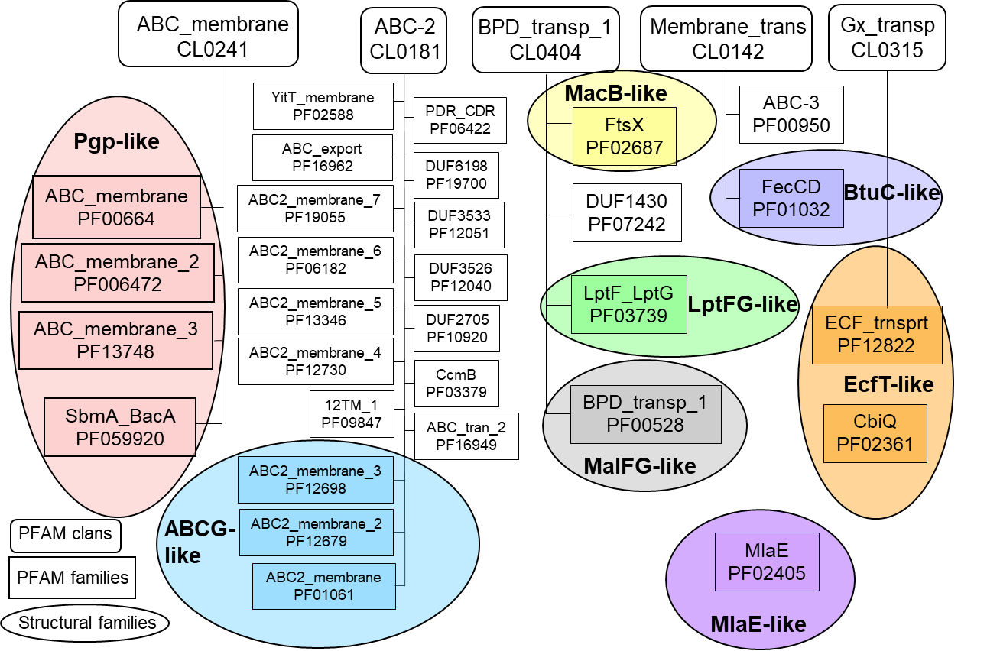 ABC_membrane
CL0241
ABC-2
CL0181
BPD_transp_1
CL0404
Membrane_trans
CL0142
Gx_transp
CL0315
Pgp-like
ABC_membrane
PF00664
ABC_membrane_2
PF006472
ABC_membrane_3
PF13748
SbmA_BacA
PF059920
YitT_membrane
PF02588
ABC_export
PF16962
ABC2_membrane_7
PF19055
ABC2_membrane_6
PF06182
ABC2_membrane_5
PF13346
ABC2_membrane_4
PF12730
12TM_1
PF09847
PDR_CDR
PF06422
DUF6198
PF19700
DUF3533
PF12051
DUF3526
PF12040
DUF2705
PF10920
CcmB
PF03379
ABC_tran_2
PF16949
ABCG-
like
ABC2_membrane_3
PF12698
ABC2_membrane_2
PF12679
ABC2_membrane
PF01061
MacB-like
FtsX
PF02687
DUF1430
PF07242
LptF_LptG
PF03739
LptFG-like
BPD_transp_1
PF00528
MalFG-like
ABC-3
PF00950
FecCD
PF01032
BtuC-like
ECF_trnsprt
PF12822
EcfT-like
CbiQ
PF02361
MlaE
PF02405
MlaE-like
PFAM clans
PFAM families
Structural families